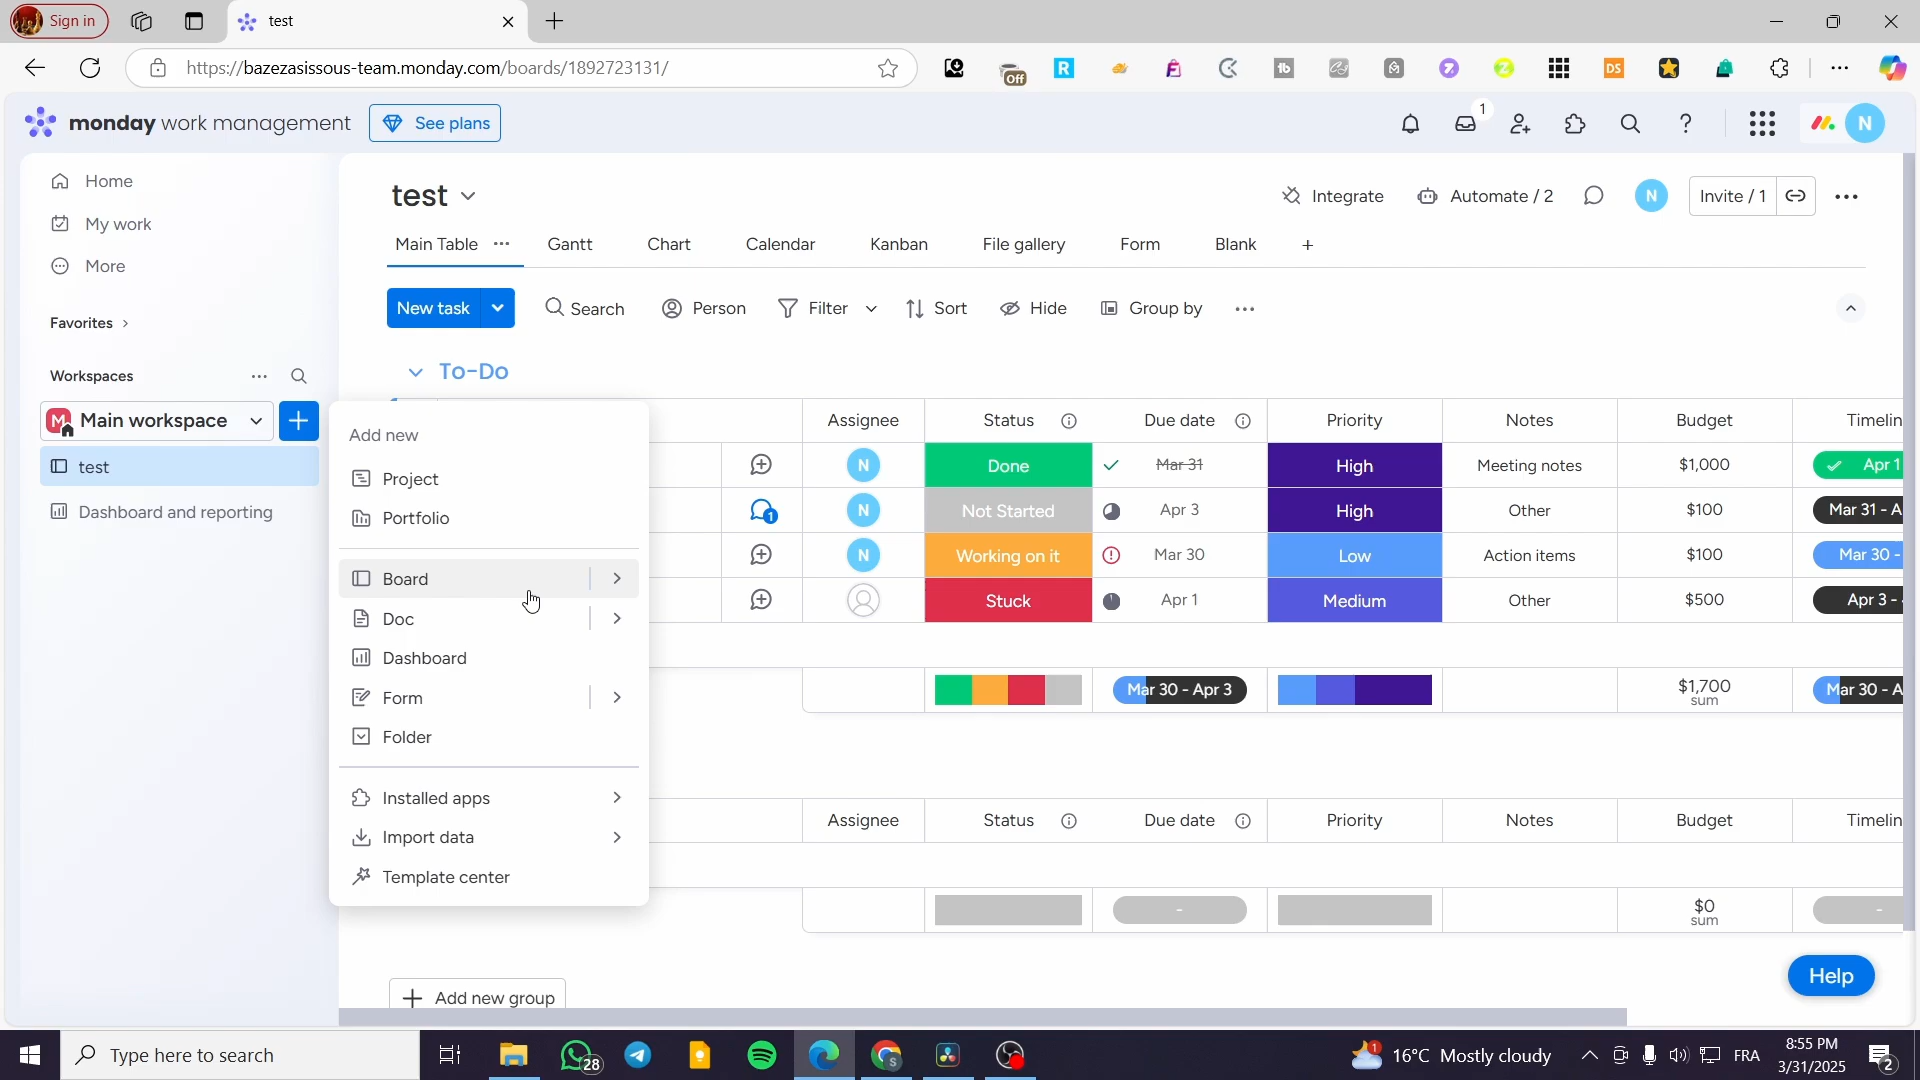 Sign in
test
https://bazezasissous-team.monday.com/boards/1892723131/
Off
R
tb
DS
monday work management
See plans
1
N
Home
My work
More
Favorites
Workspaces
M
Main workspace
test
Dashboard and reporting
test
Integrate
Automate / 2
N
Invite / 1
Main Table
Gantt
Chart
Calendar
Kanban
File gallery
Form
Blank
New task
Search
Person
Filter
Sort
Hide
Group by
To-Do
Assignee
Status
Due date
Priority
Notes
Budget
Timelin
N
Done
Mar 31
High
Meeting notes
$1,000
Apr 1
1
N
Not Started
Apr 3
High
Other
$100
Mar 31 - A
N
Working on it
Mar 30
Low
Action items
$100
Mar 30 -
Stuck
Apr 1
Medium
Other
$500
Apr 3 -
Mar 30 - Apr 3
$1,700
sum
Mar 30 - A
Assignee
Status
Due date
Priority
Notes
Budget
Timelin
-
$0
sum
-
Add new group
Add new
Project
Portfolio
Board
Doc
Dashboard
Form
Folder
Installed apps
Import data
Template center
Help
Type here to search
28
S
1
16°C Mostly cloudy
FRA
8:55 PM
3/31/2025
2